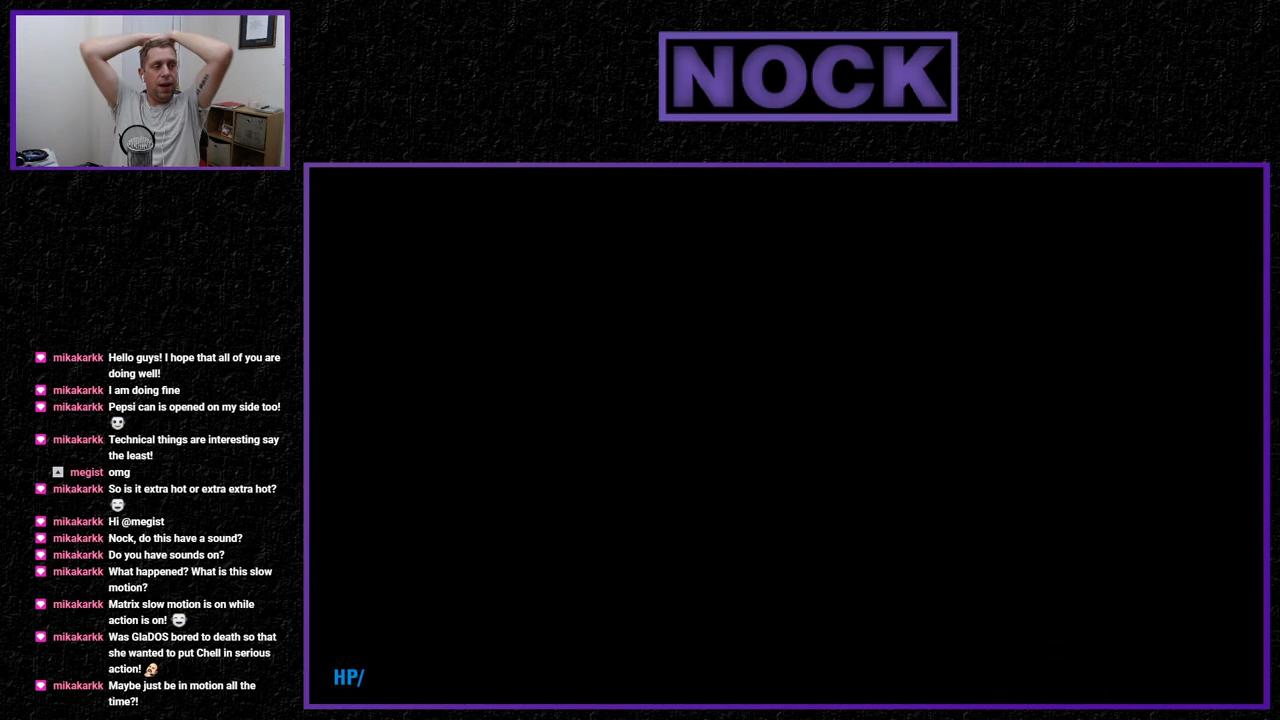 NOCK
mikakarkk Hello guys! I hope that all of you are
doing well!
mikakarkk I am doing fine
mikakarkk Pepsi can is opened on my side too!
mikakarkk Technical things are interesting say
the least!
megist omg
mikakarkk So is it extra hot or extra extra hot?
mikakarkk Hi @megist
mikakarkk Nock, do this have a sound?
mikakarkk Do you have sounds on?
mikakarkk What happened? What is this slow
motion?
mikakarkk Matrix slow motion is on while
action is on!
mikakarkk Was GlaDOS bored to death so that
she wanted to put Chell in serious
action!
mikakarkk Maybe just be in motion all the
time?!
HP/